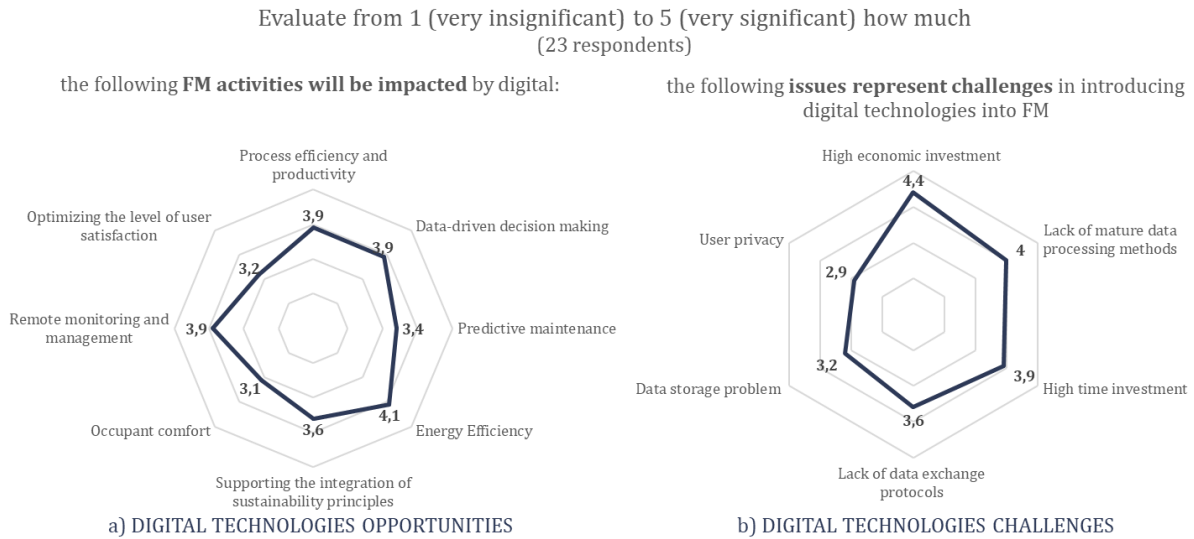 Evaluate from 1 (very insignificant) to 5 (very significant) how much
(23 respondents)
the following FM activities will be impacted by digital:
Process efficiency and
productivity
3,9
Optimizing the level of user
satisfaction
3,2
Data-driven decision making
3,9
Remote monitoring and
management
3,9
Predictive maintenance
3,4
Occupant comfort
3,1
Energy Efficiency
4,1
3,6
Supporting the integration of
sustainability principles
a) DIGITAL TECHNOLOGIES OPPORTUNITIES
the following issues represent challenges in introducing
digital technologies into FM
High economic investment
4,4
User privacy
2,9
Lack of mature data
processing methods
4
Data storage problem
3,2
High time investment
3,9
3,6
Lack of data exchange
protocols
b) DIGITAL TECHNOLOGIES CHALLENGES